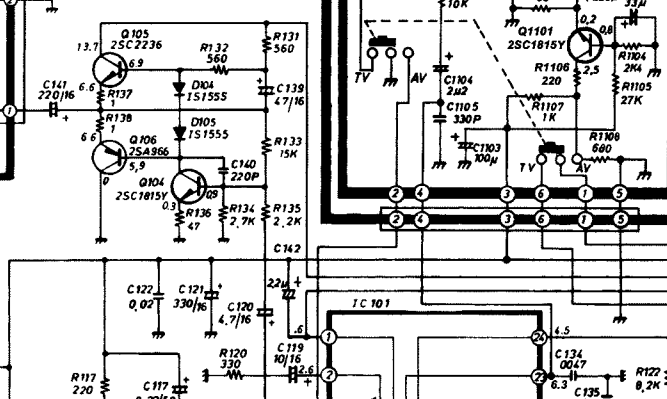 2
10K
33µ
Q105
2SC2236
R131
560
0,2
0,8
13.7
R132
560
Q1101
2SC1815Y
6.9
R1104
2K4
TV
AV
C1104
2µ2
R1106
220
2,5
C141
220/16
6.6
R137
1
D104
IS1555
C139
47/16
R1105
27K
C1105
330P
R1107
1K
1
R138
1
D105
IS1555
6 6
Q106
2SA966
R133
15K
C1103
100µ
R1108
680
5,9
C140
220P
TV
AV
0
Q104
2SC1815Y
0,9
2
4
3
6
1
5
0.3
R136
47
R134
2.7K
R135
2.2K
2
4
3
6
1
5
C142
C122
0,02
C121
330/16
2,2µ
C120
4.7/16
IC101
.6
1
24
4.5
C119
10/16
R120
330
C134
0047
2.6
2
23
6.3
R117
220
C117
C135
R122
8,2K